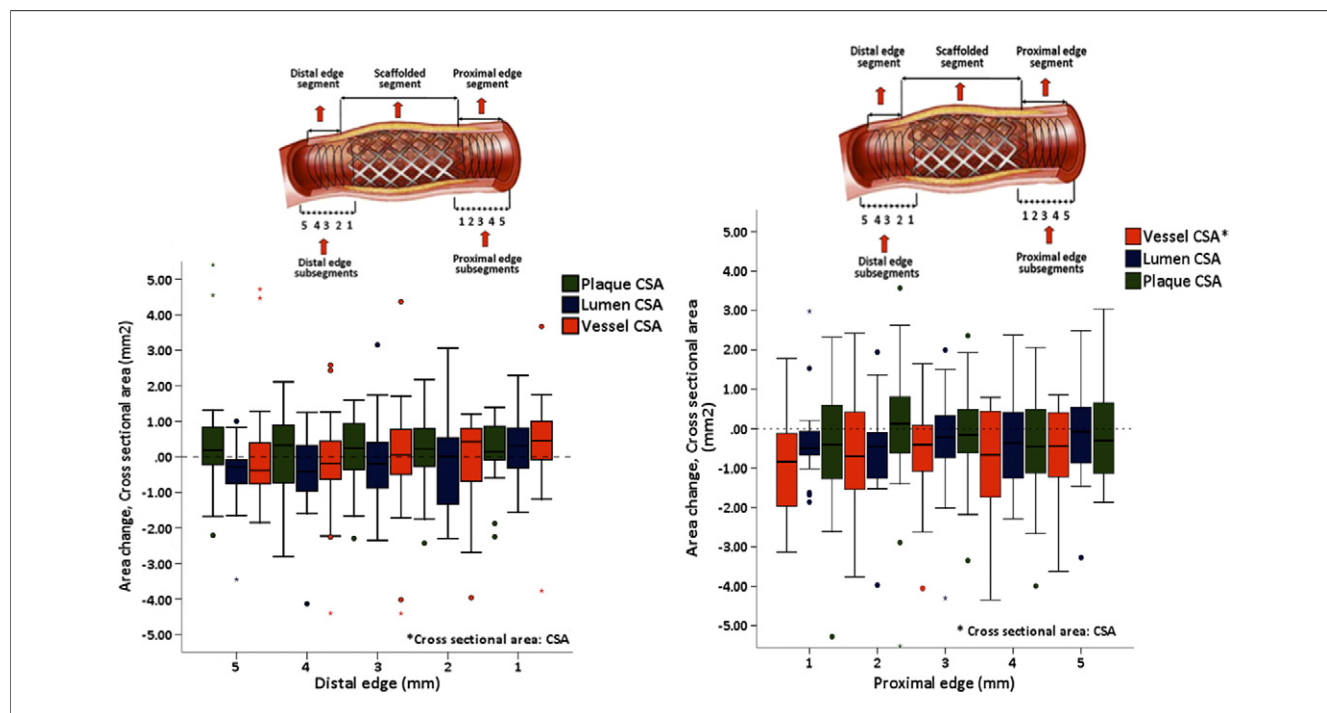 Distal edge
segment
Scaffolded
segment
Proximal edge
segment
5 4 3 2 1
1 2 3 4 5
Distal edge
subsegments
Proximal edge
subsegments
Plaque CSA
Lumen CSA
Vessel CSA
Area change, Cross sectional area (mm2)
5.00
4.00
3.00
2.00
1.00
.00
-1.00
-2.00
-3.00
-4.00
-5.00
*Cross sectional area: CSA
5 4 3 2 1
Distal edge (mm)
Distal edge
segment
Scaffolded
segment
Proximal edge
segment
5 4 3 2 1
1 2 3 4 5
Distal edge
subsegments
Proximal edge
subsegments
Vessel CSA*
Lumen CSA
Plaque CSA
Area change, Cross sectional area
(mm2)
5.00
4.00
3.00
2.00
1.00
.00
-1.00
-2.00
-3.00
-4.00
-5.00
* Cross sectional area: CSA
1 2 3 4 5
Proximal edge (mm)